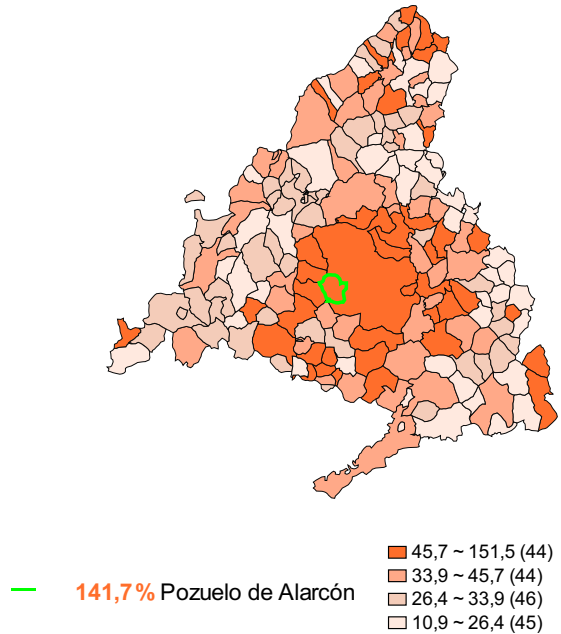 45,7 ~ 151,5 (44)
33,9 ~ 45,7 (44)
26,4 ~ 33,9 (46)
10,9 ~ 26,4 (45)
141,7% Pozuelo de Alarcón